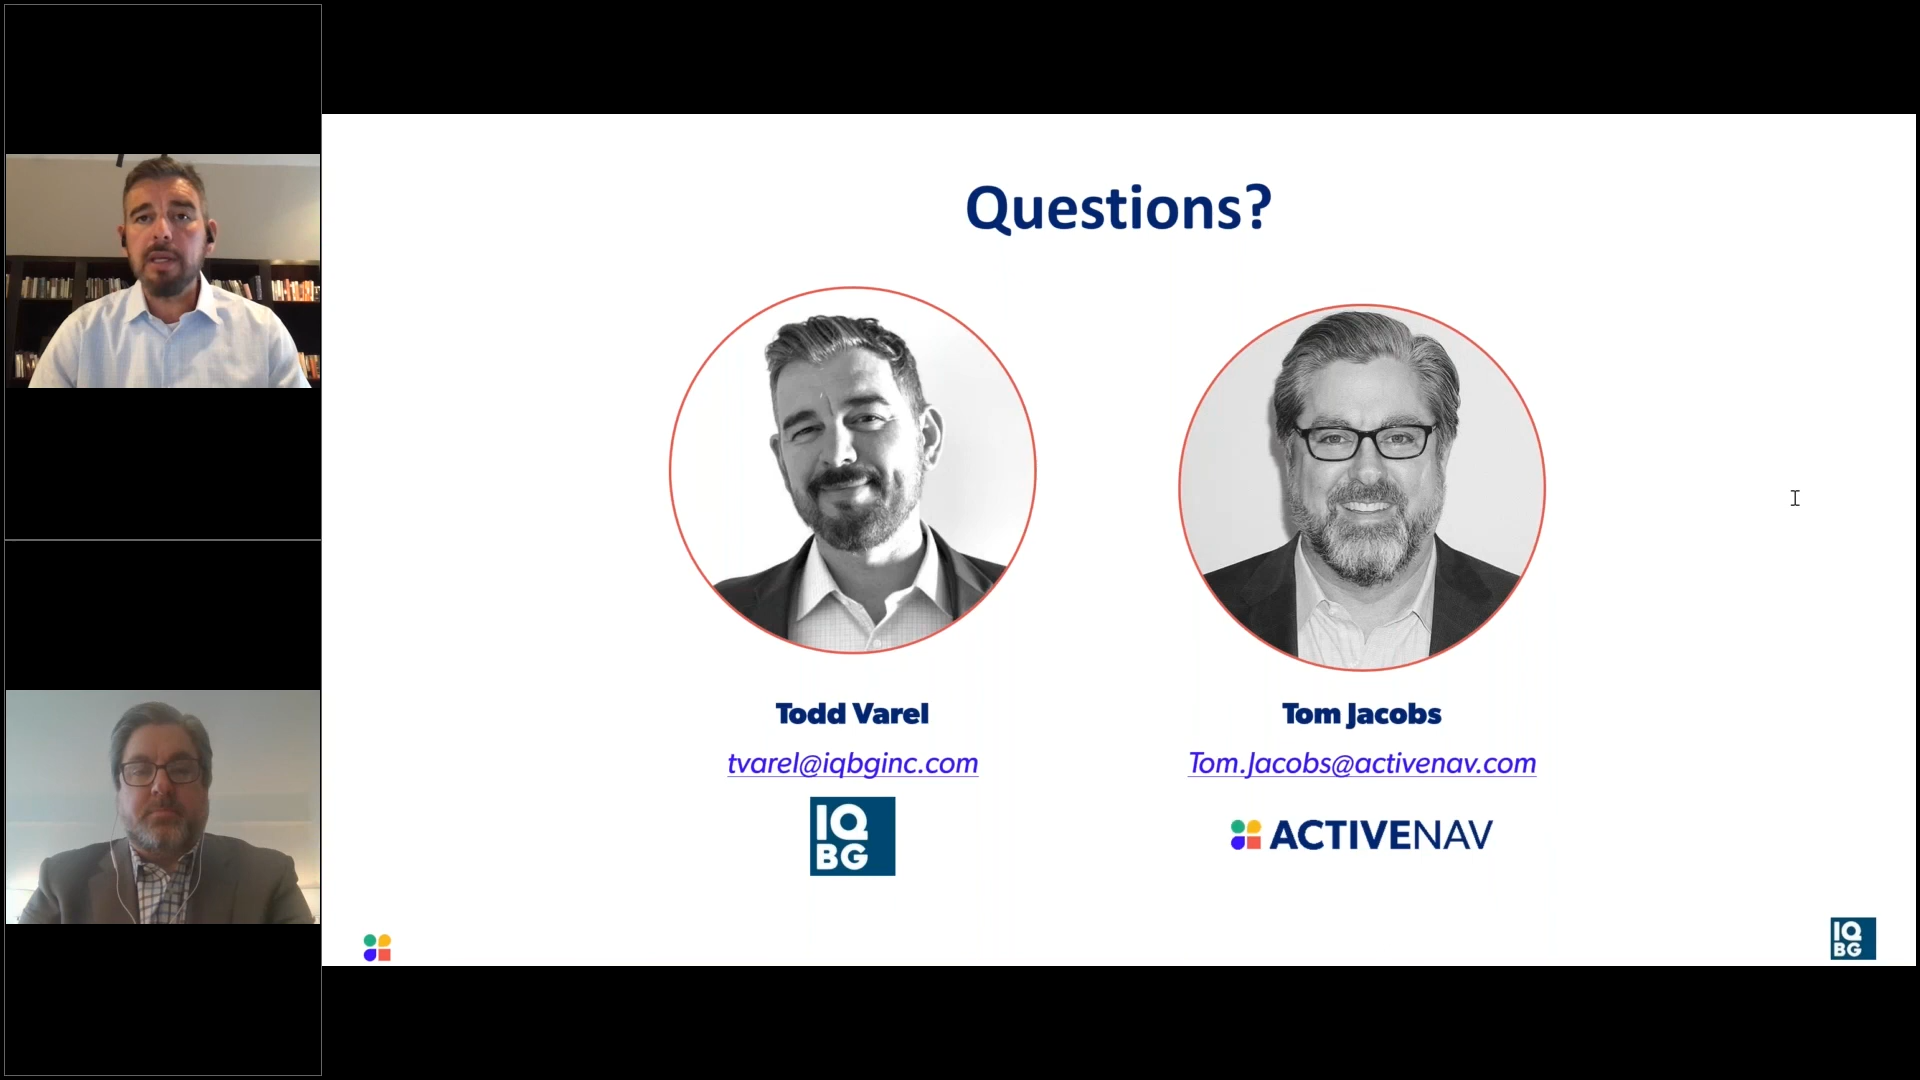 Questions?
Todd Varel
tvarel@iqbginc.com
IQ
BG
Tom Jacobs
Tom.Jacobs@activenav.com
ACTIVENAV
IQ
BG